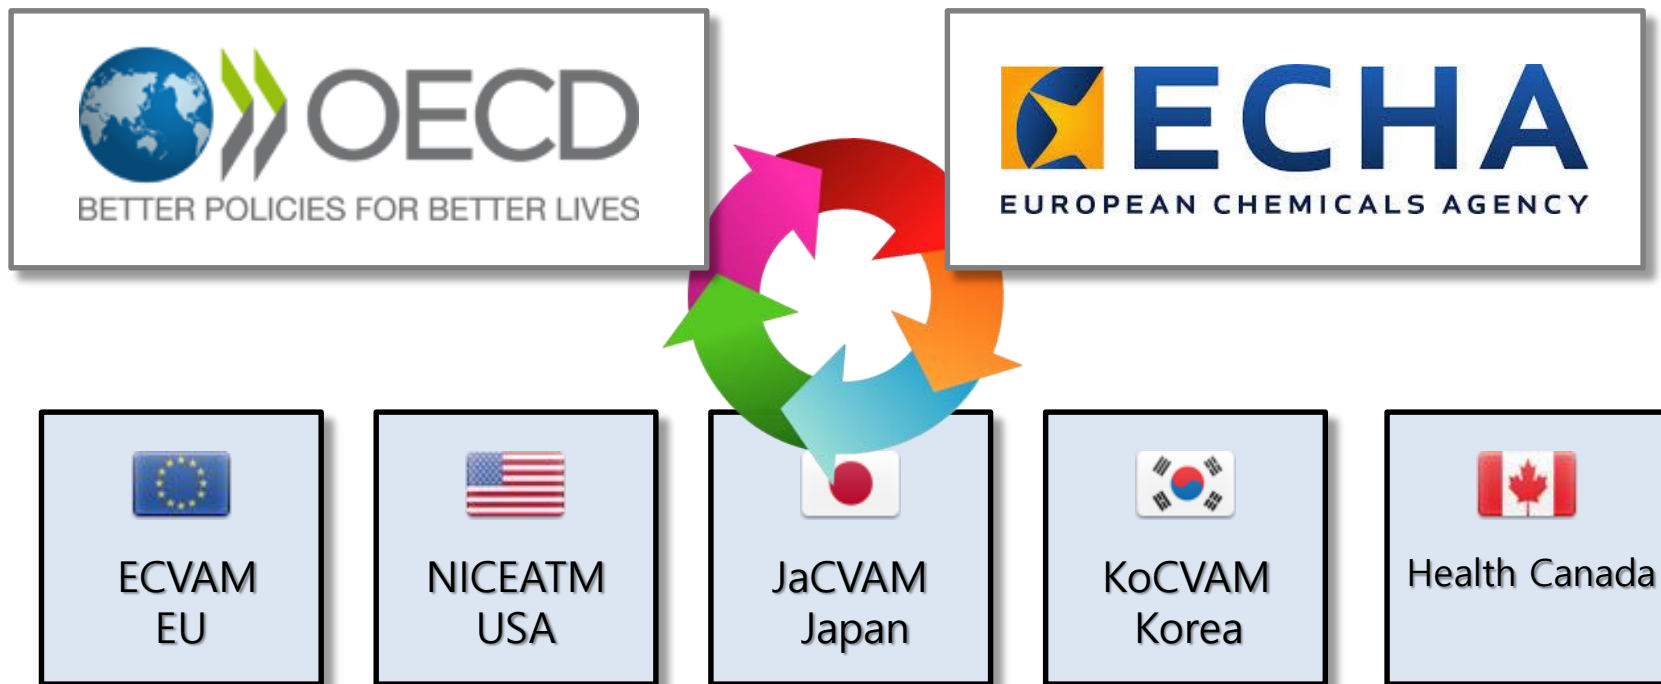 OECD
BETTER POLICIES FOR BETTER LIVES
ECHA
EUROPEAN CHEMICALS AGENCY
ECVAM
EU
NICEATM
USA
JaCVAM
Japan
KoCVAM
Korea
Health Canada